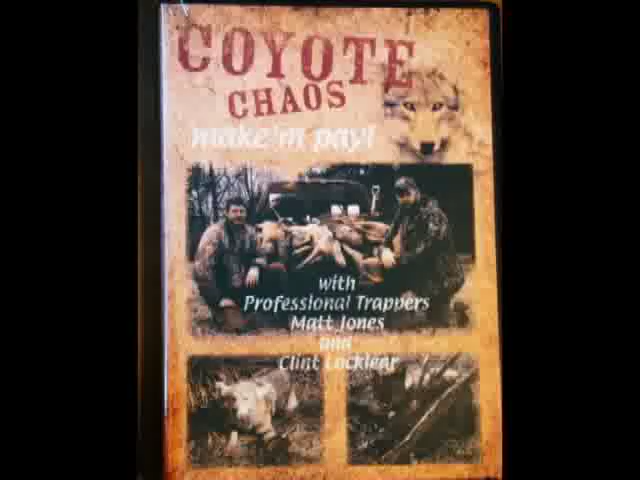 COYOTE
CHAOS
make'm pay!
with
Professional Trappers
Matt Jones
and
Clint Locklear